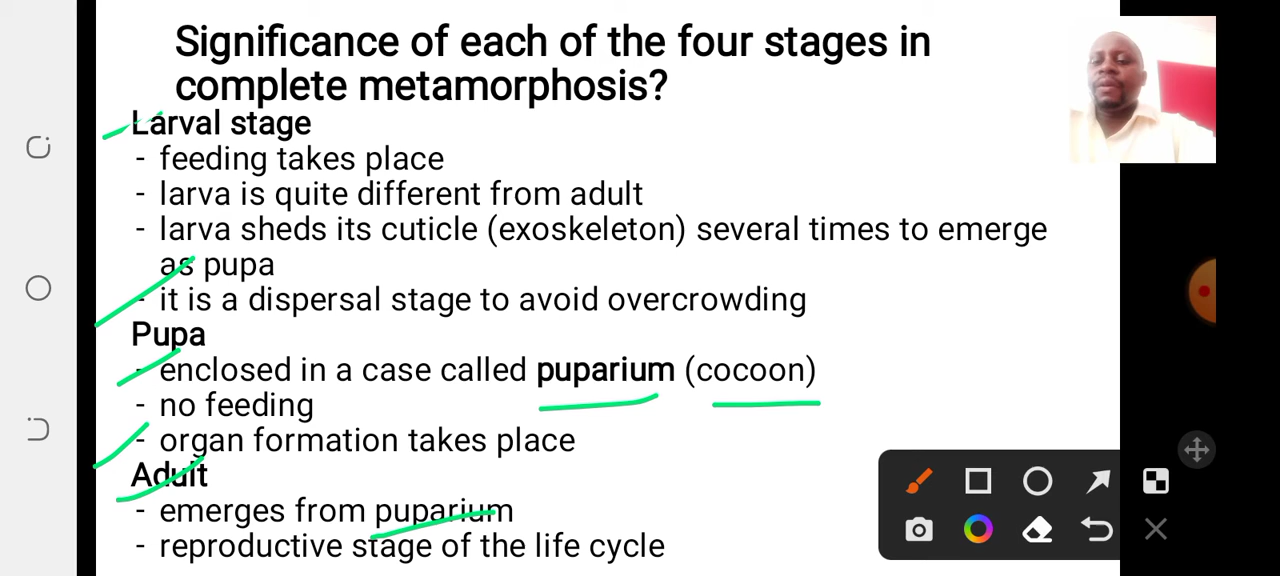 Significance of each of the four stages in
complete metamorphosis?
Larval stage
- feeding takes place
- larva is quite different from adult
- larva sheds its cuticle (exoskeleton) several times to emerge
as pupa
- it is a dispersal stage to avoid overcrowding
Pupa
- enclosed in a case called puparium (cocoon)
- no feeding
- organ formation takes place
Adult
- emerges from puparium
- reproductive stage of the life cycle